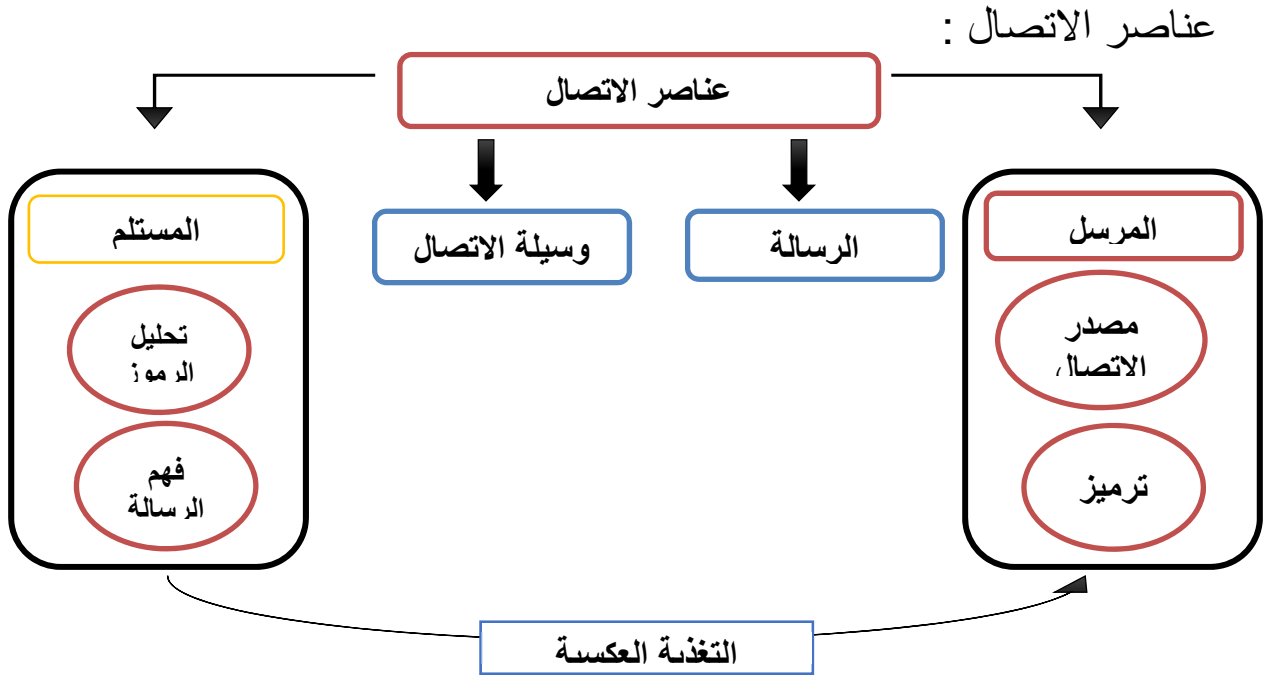 عناصر الاتصال :
عناصر الاتصال
المرسل
مصدر
الاتصال
ترميز
الرسالة
وسيلة الاتصال
المستلم
تحليل
الرموز
فهم
الرسالة
التغذية العكسية